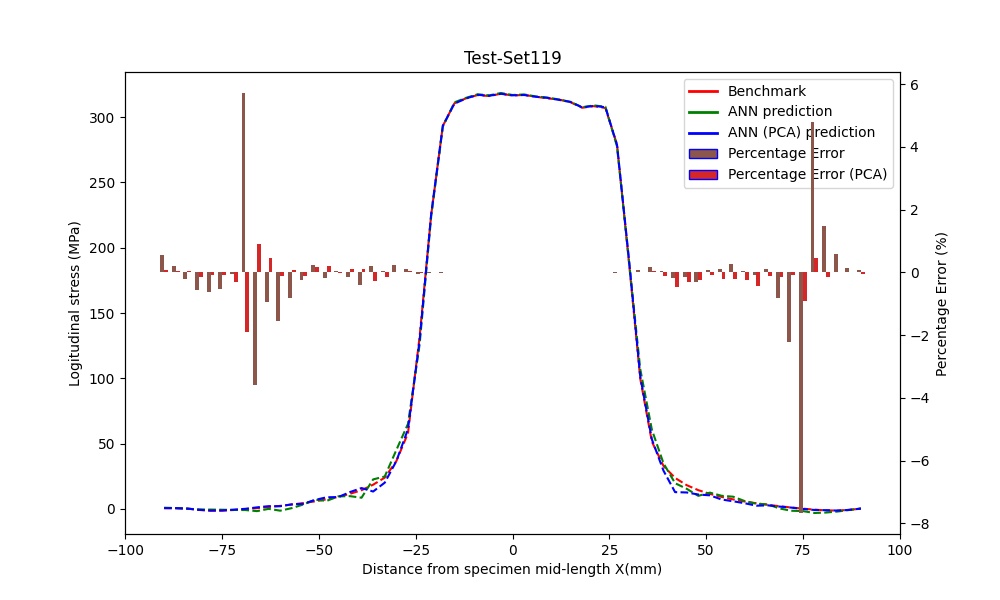 Test-Set119
Benchmark
ANN prediction
ANN (PCA) prediction
Percentage Error
Percentage Error (PCA)
Logitudinal stress (MPa)
300
250
200
150
100
50
0
6
4
2
0
−2
−4
−6
−8
Percentage Error (%)
−100 −75 −50 −25 0 25 50 75 100
Distance from specimen mid-length X(mm)